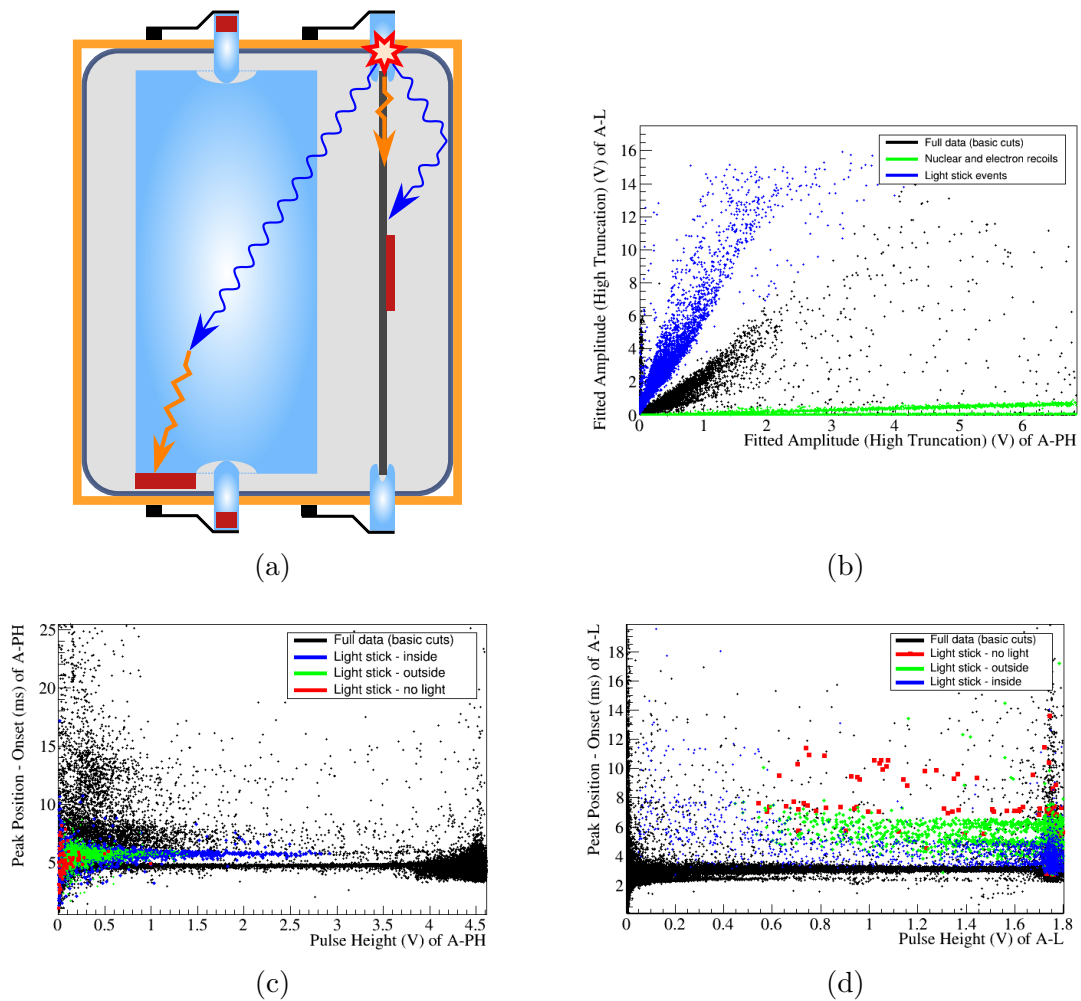 (a)
Fitted Amplitude (High Truncation) (V) of A-L
16
14
12
10
8
6
4
2
0
0 1 2 3 4 5 6
Fitted Amplitude (High Truncation) (V) of A-PH
Full data (basic cuts)
Nuclear and electron recoils
Light stick events
(b)
Peak Position - Onset (ms) of A-PH
25
20
15
10
5
0 0.5 1 1.5 2 2.5 3 3.5 4 4.5
Pulse Height (V) of A-PH
Full data (basic cuts)
Light stick - inside
Light stick - outside
Light stick - no light
(c)
Peak Position - Onset (ms) of A-L
18
16
14
12
10
8
6
4
2
0 0.2 0.4 0.6 0.8 1 1.2 1.4 1.6 1.8
Pulse Height (V) of A-L
Full data (basic cuts)
Light stick - no light
Light stick - outside
Light stick - inside
(d)